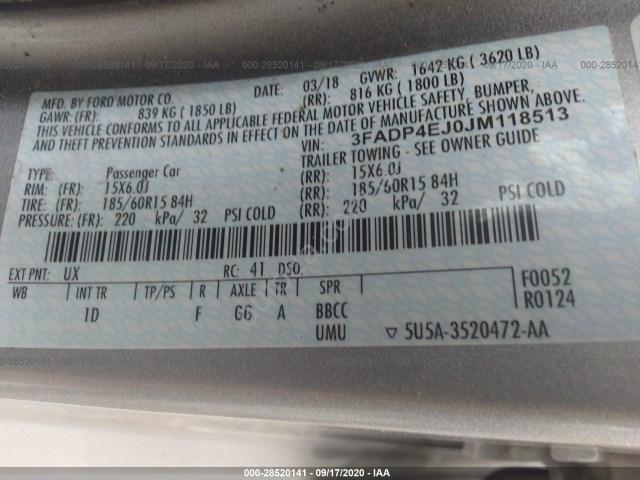 000-28520141 - 09/17/2020 - IAA
MFD. BY FORD MOTOR CO. DATE: 03/18 GVWR: 1642 KG ( 3620 LB)
GAWR: (FR): 839 KG ( 1850 LB) (RR): 816 KG ( 1800 LB)
THIS VEHICLE CONFORMS TO ALL APPLICABLE FEDERAL MOTOR VEHICLE SAFETY, BUMPER,
AND THEFT PREVENTION STANDARDS IN EFFECT ON THE DATE OF MANUFACTURE SHOWN ABOVE.
VIN: 3FADP4EJ0JM118513
TYPE: Passenger Car TRAILER TOWING - SEE OWNER GUIDE
RIM: (FR): 15X6.0J (RR): 15X6.0J
TIRE: (FR): 185/60R15 84H (RR): 185/60R15 84H
PRESSURE: (FR): 220 kPa/ 32 PSI COLD (RR): 220 kPa/ 32 PSI COLD
EXT PNT: UX RC: 41 DSO: F0052
WB INT TR TP/PS R AXLE TR SPR R0124
1D F GG A BBCC
UMU ▽ 5U5A-3520472-AA
000-28520141 - 09/17/2020 - IAA